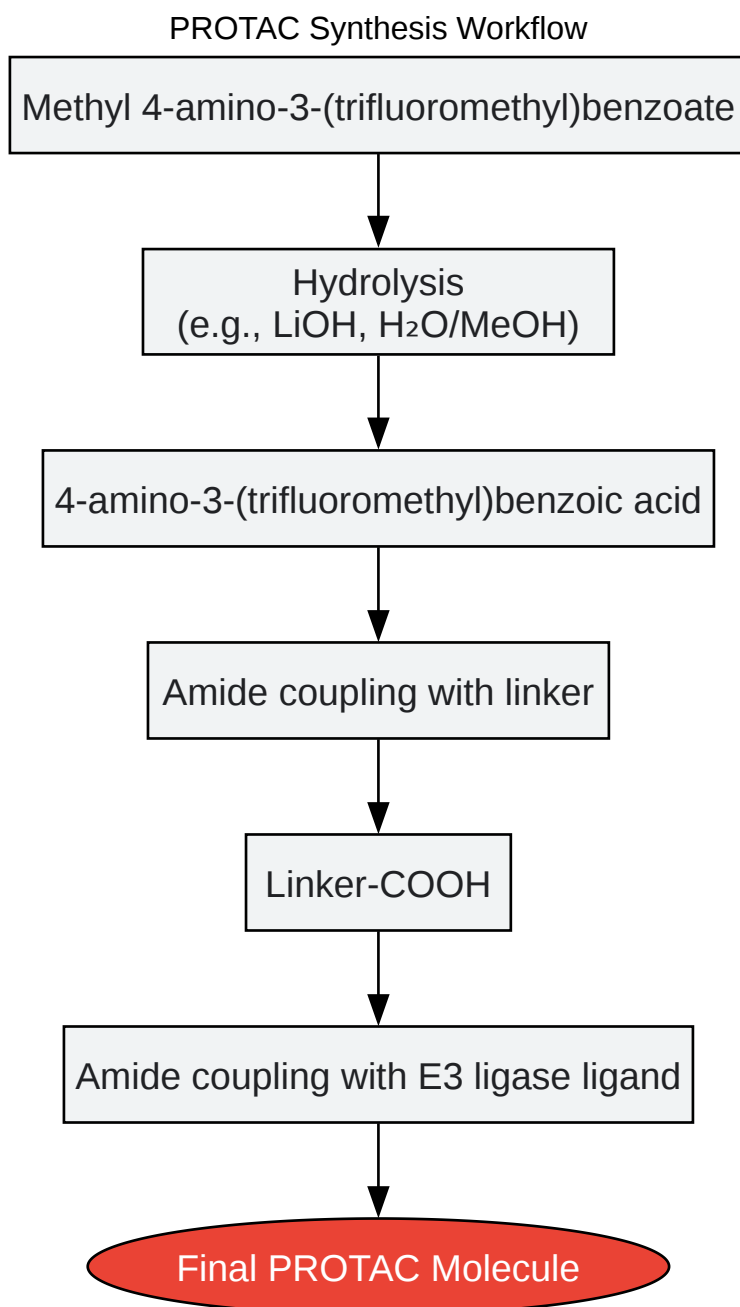 PROTAC Synthesis Workflow
Methyl 4-amino-3-(trifluoromethyl)benzoate
Hydrolysis
(e.g., LiOH, H₂O/MeOH)
4-amino-3-(trifluoromethyl)benzoic acid
Amide coupling with linker
Linker-COOH
Amide coupling with E3 ligase ligand
Final PROTAC Molecule